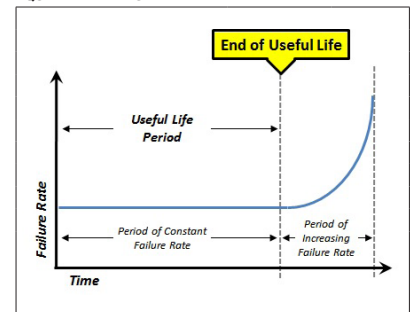 End of Useful Life
Useful Life
Period
Failure Rate
Period of Constant
Failure Rate
Period of
Increasing
Failure Rate
Time